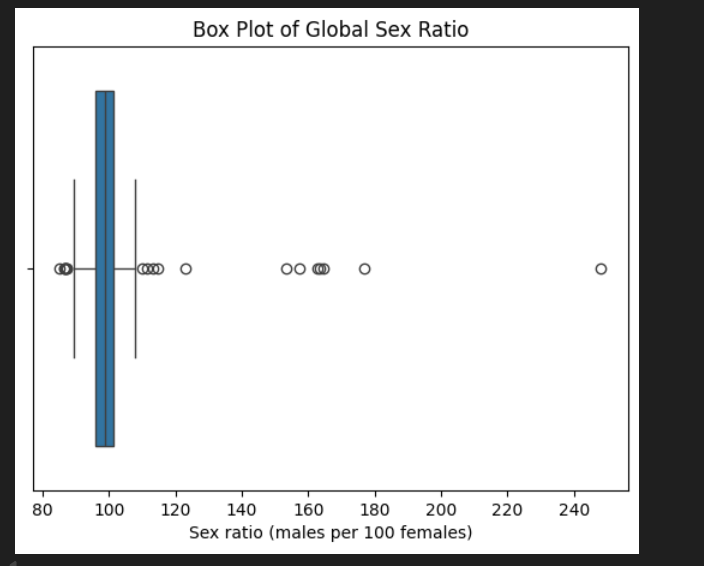 Box Plot of Global Sex Ratio
80 100 120 140 160 180 200 220 240
Sex ratio (males per 100 females)